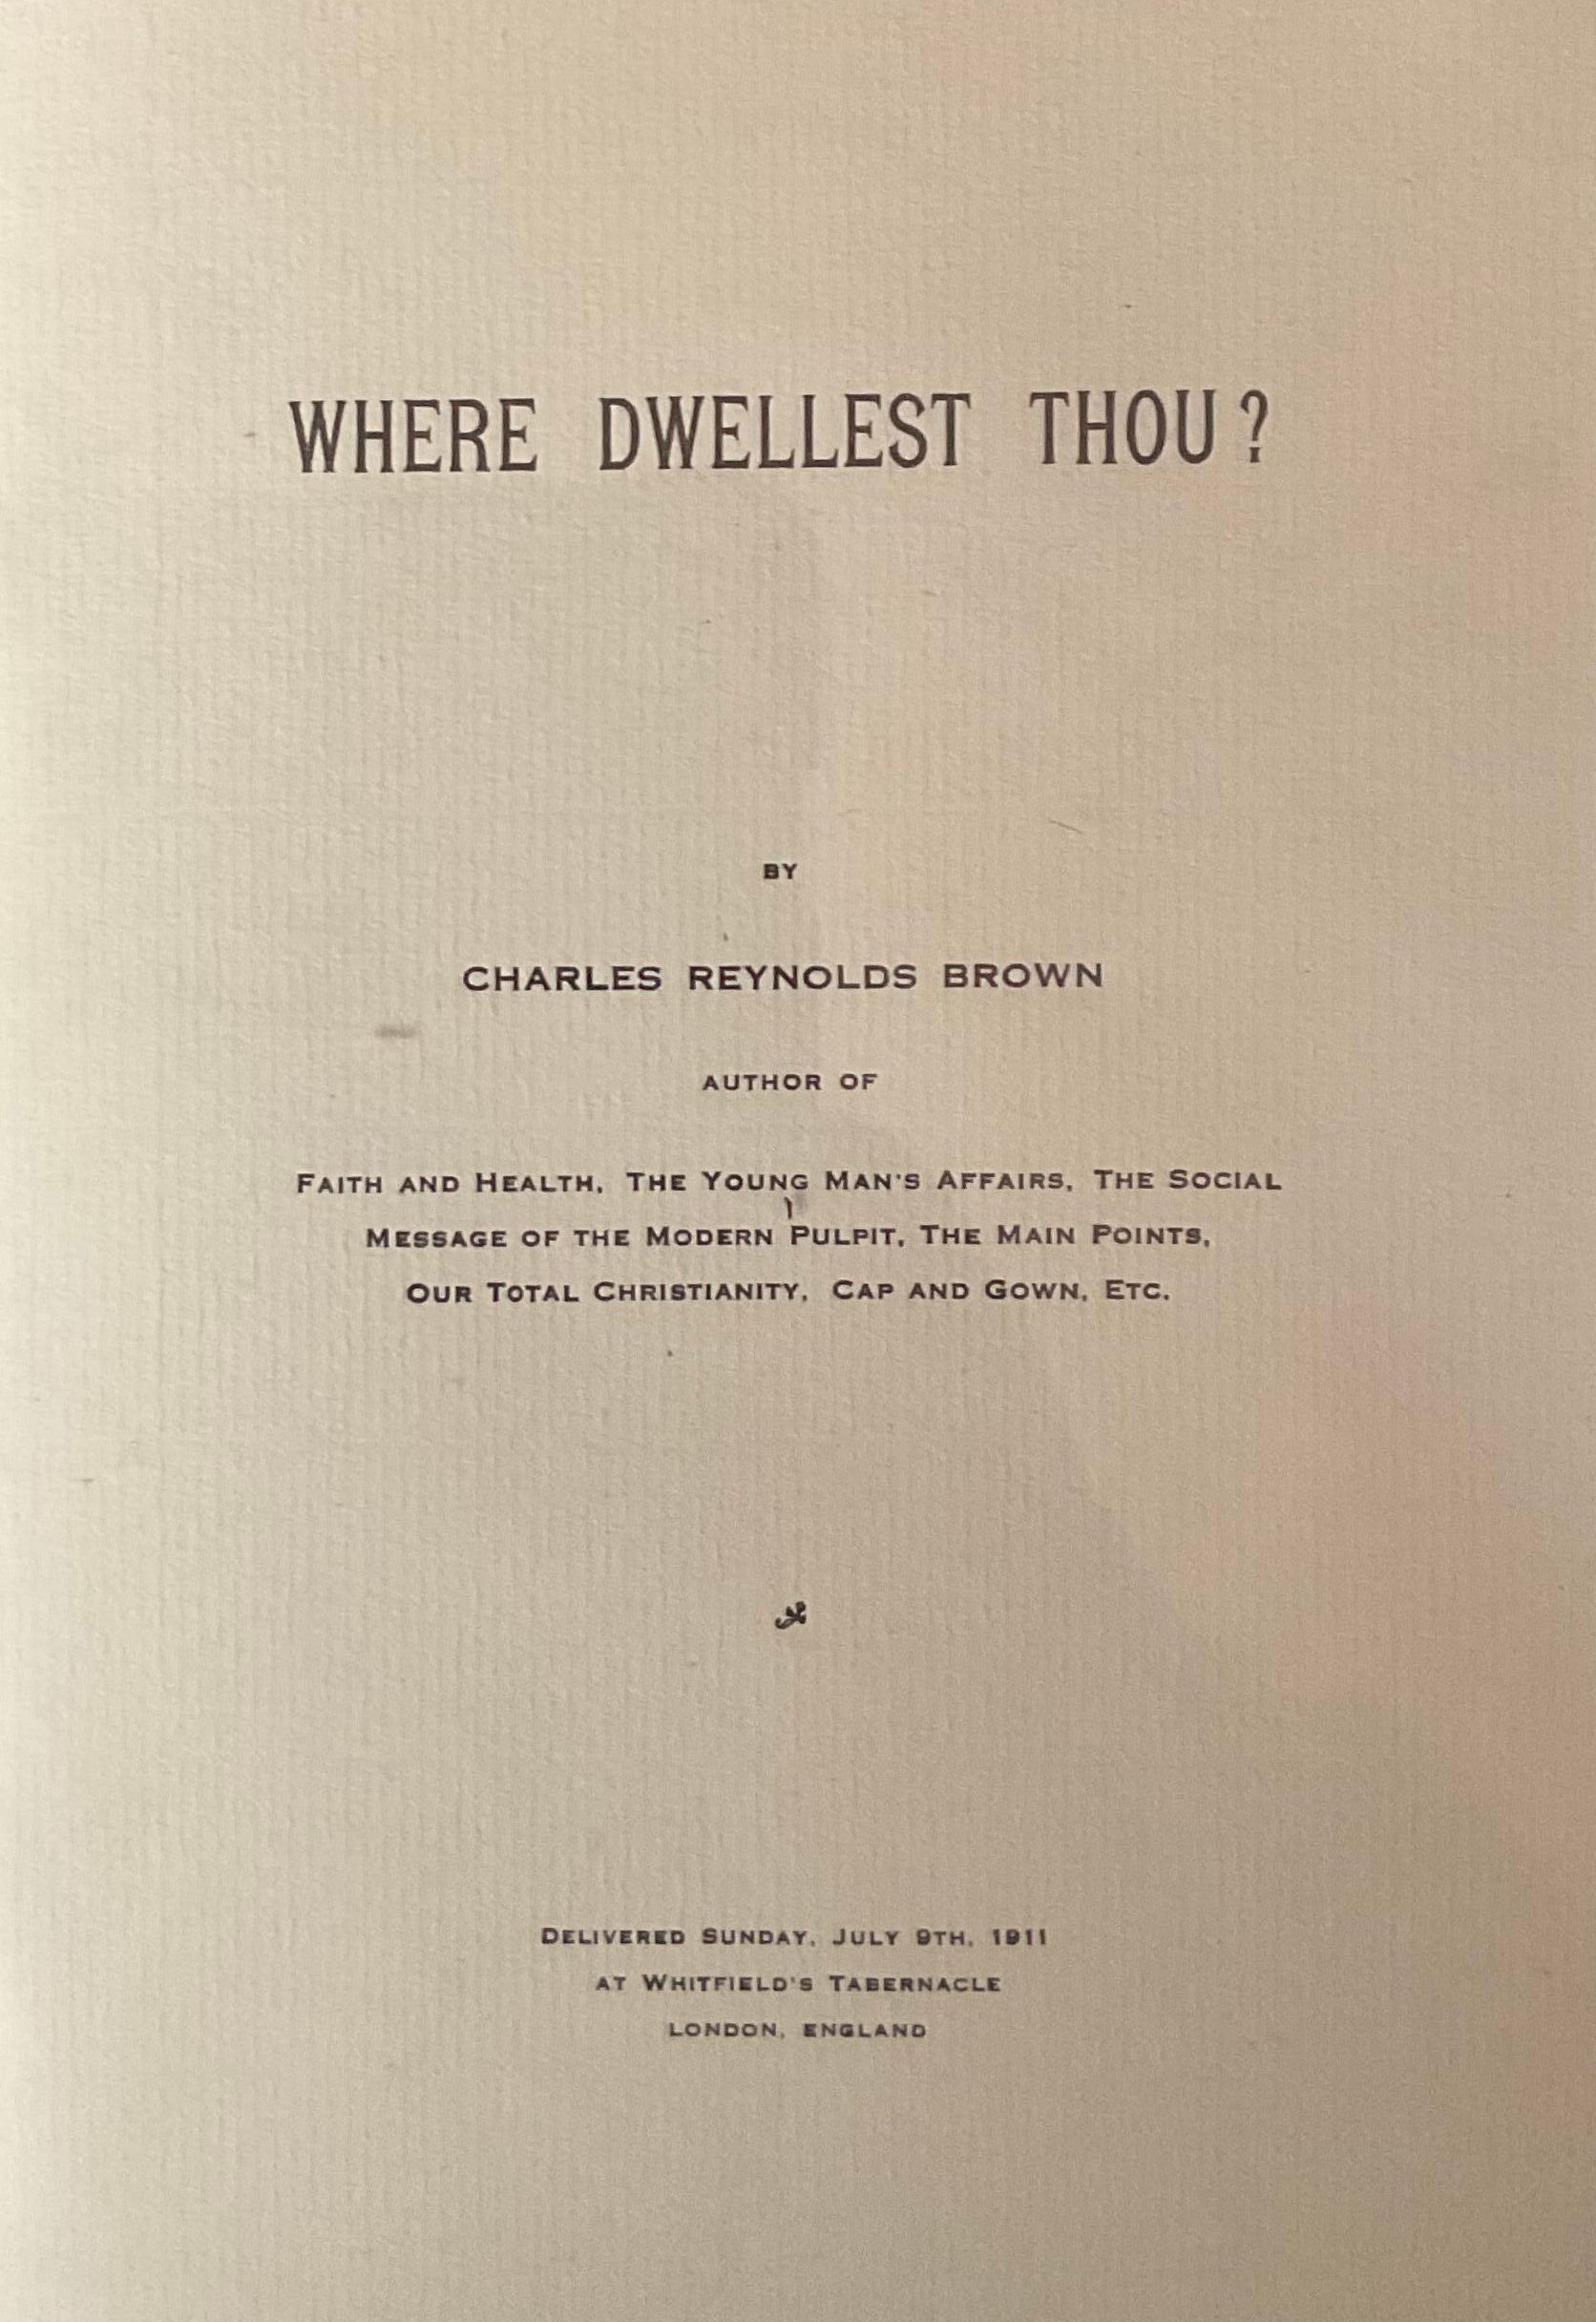 WHERE DWELLEST THOU?
BY
CHARLES REYNOLDS BROWN
AUTHOR OF
FAITH AND HEALTH, THE YOUNG MAN'S AFFAIRS, THE SOCIAL
MESSAGE OF THE MODERN PULPIT, THE MAIN POINTS,
OUR TOTAL CHRISTIANITY, CAP AND GOWN, ETC.
DELIVERED SUNDAY, JULY 9TH, 1911
AT WHITFIELD'S TABERNACLE
LONDON, ENGLAND